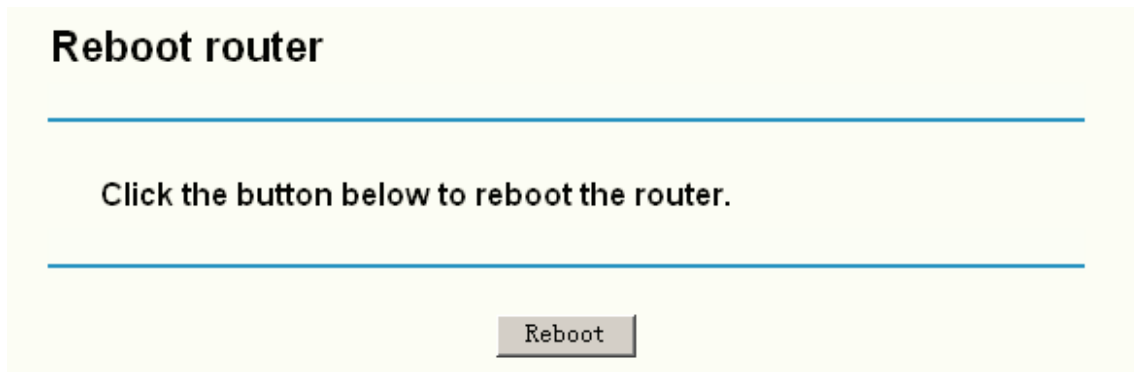 Reboot router
Click the button below to reboot the router.
Reboot